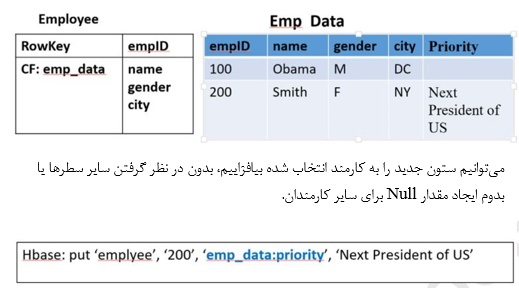 Employee
Emp Data
RowKey empID
CF: emp_data name
gender
city
empID name gender city Priority
100 Obama M DC
200 Smith F NY Next
President of
US
می‌توانیم ستون جدید را به کارمند انتخاب شده بیافزاییم، بدون در نظر گرفتن سایر سطرها یا
بدوم ایجاد مقدار Null برای سایر کارمندان.
Hbase: put ‘emplyee’, ‘200’, ‘emp_data:priority’, ‘Next President of US’